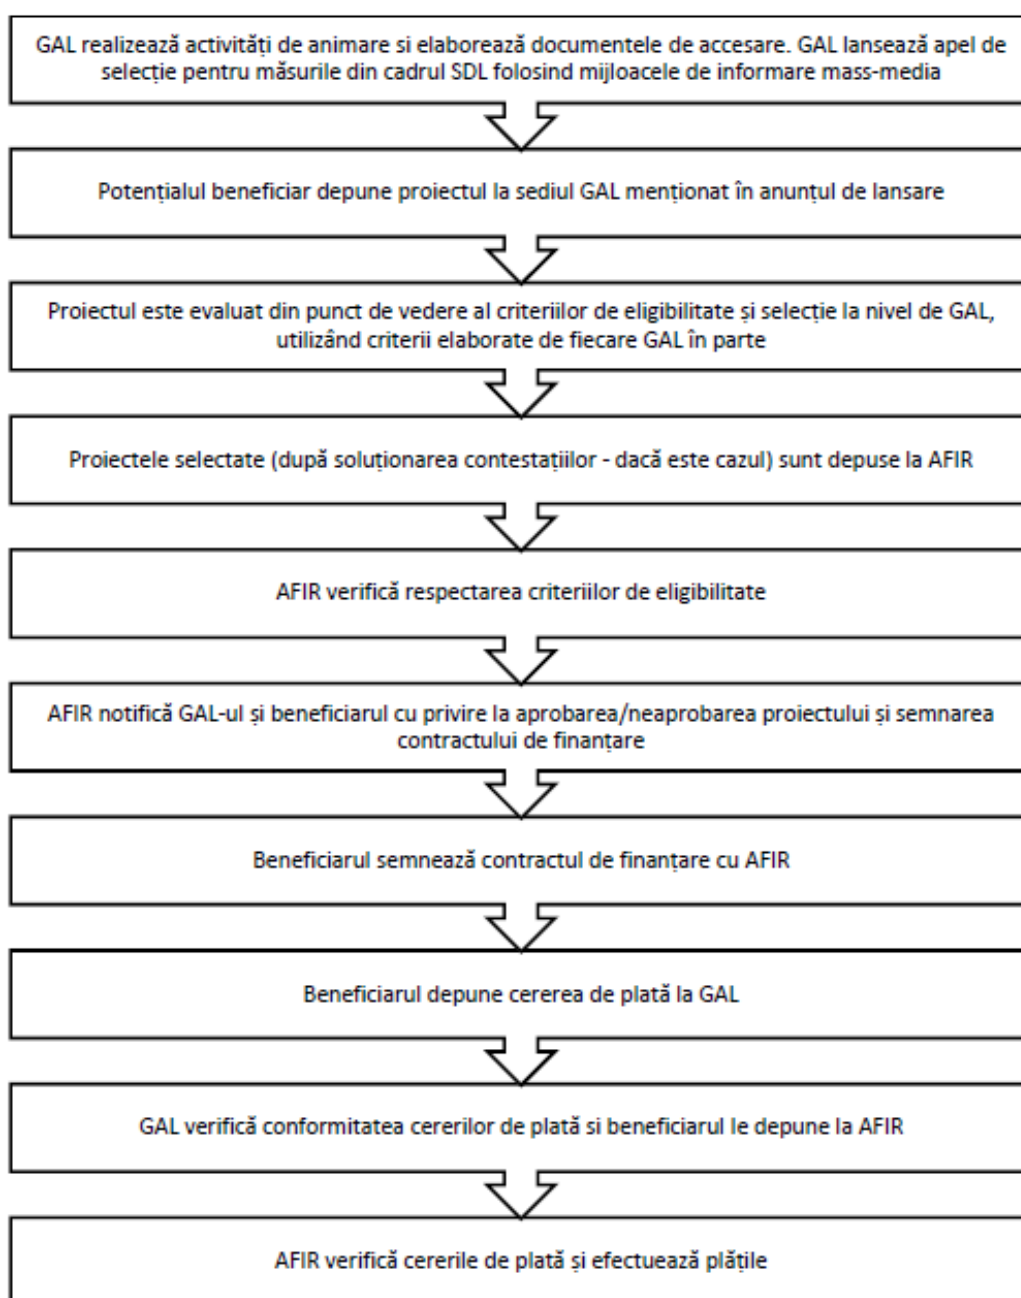 GAL realizează activități de animare si elaborează documentele de accesare. GAL lansează apel de
selecție pentru măsurile din cadrul SDL folosind mijloacele de informare mass-media
Potențialul beneficiar depune proiectul la sediul GAL menționat în anunțul de lansare
Proiectul este evaluat din punct de vedere al criteriilor de eligibilitate și selecție la nivel de GAL,
utilizând criterii elaborate de fiecare GAL în parte
Proiectele selectate (după soluționarea contestațiilor - dacă este cazul) sunt depuse la AFIR
AFIR verifică respectarea criteriilor de eligibilitate
AFIR notifică GAL-ul și beneficiarul cu privire la aprobarea/neaprobarea proiectului și semnarea
contractului de finanțare
Beneficiarul semnează contractul de finanțare cu AFIR
Beneficiarul depune cererea de plată la GAL
GAL verifică conformitatea cererilor de plată si beneficiarul le depune la AFIR
AFIR verifică cererile de plată și efectuează plățile